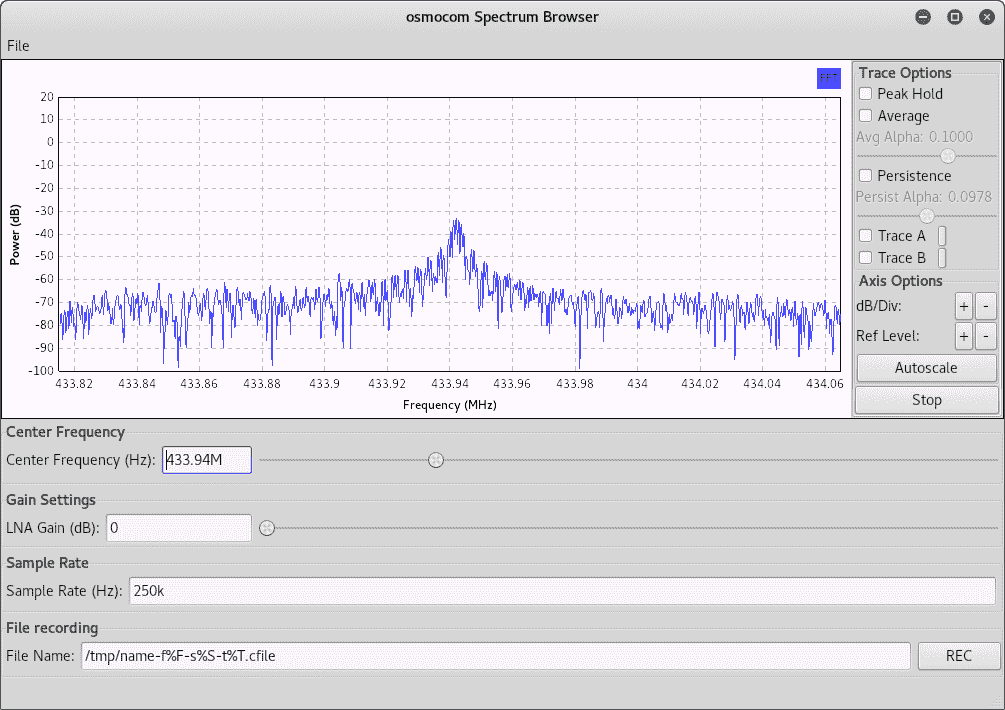 osmocom Spectrum Browser
File
FFT
20
10
0
-10
-20
-30
-40
-50
-60
-70
-80
-90
-100
Power (dB)
433.82 433.84 433.86 433.88 433.9 433.92 433.94 433.96 433.98 434 434.02 434.04 434.06
Frequency (MHz)
Trace Options
Peak Hold
Average
Avg Alpha: 0.1000
Persistence
Persist Alpha: 0.0978
Trace A
Trace B
Axis Options
dB/Div: + -
Ref Level: + -
Autoscale
Stop
Center Frequency
Center Frequency (Hz): 433.94M
Gain Settings
LNA Gain (dB): 0
Sample Rate
Sample Rate (Hz): 250k
File recording
File Name: /tmp/name-f%F-s%S-t%T.cfile REC